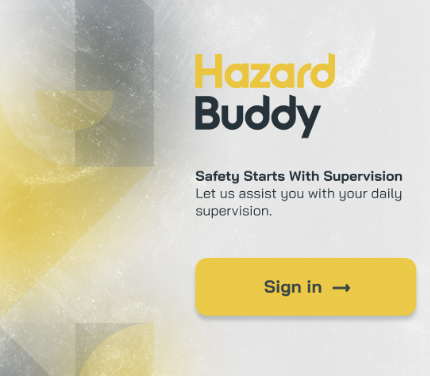 Hazard
Buddy
Safety Starts With Supervision
Let us assist you with your daily
supervision.
Sign in →